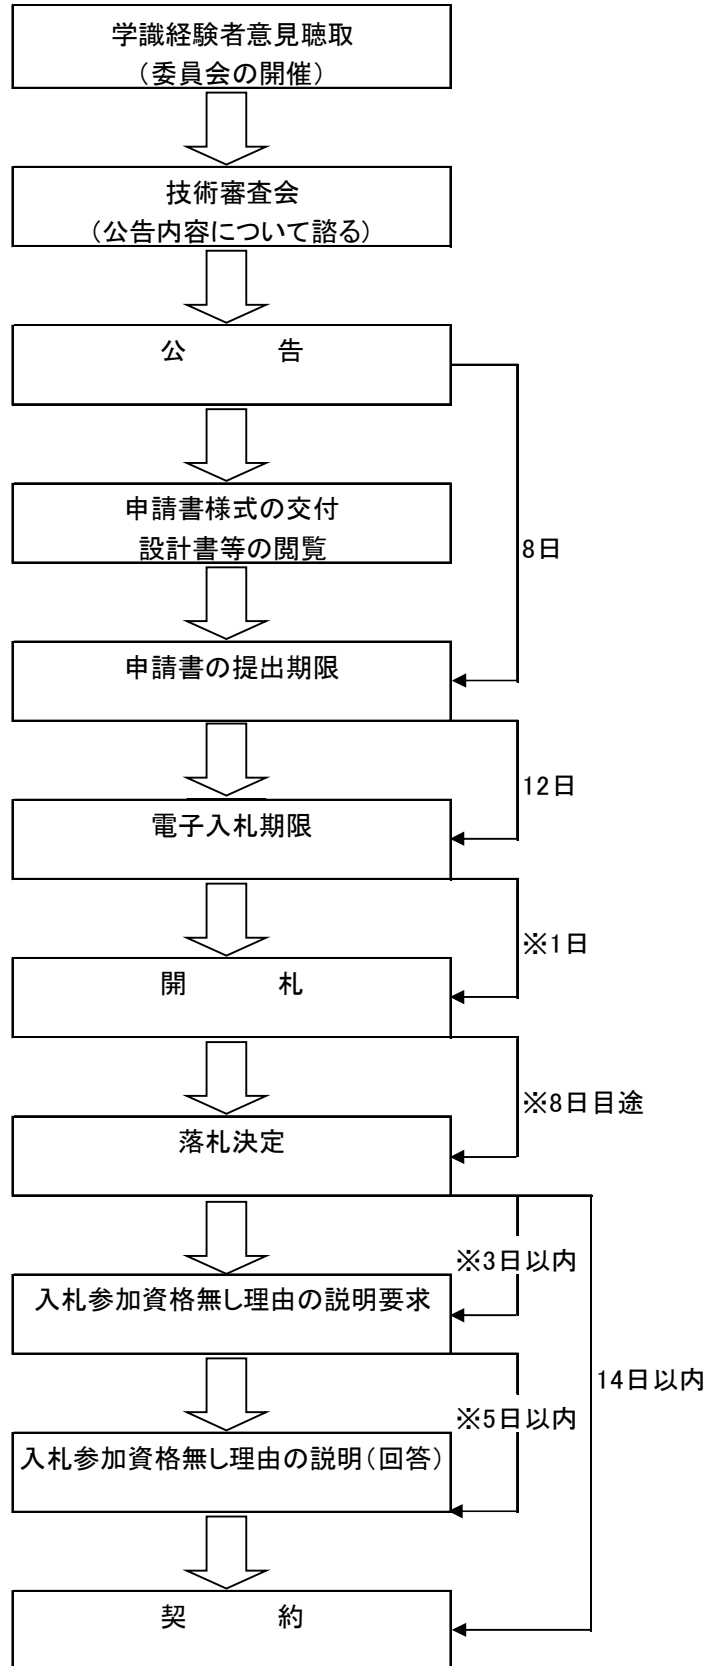 学識経験者意見聴取
（委員会の開催）
技術審査会
（公告内容について諮る）
公　　　告
申請書様式の交付
設計書等の閲覧
8日
申請書の提出期限
12日
電子入札期限
※1日
開　　　札
※8日目途
落札決定
※3日以内
入札参加資格無し理由の説明要求
14日以内
※5日以内
入札参加資格無し理由の説明（回答）
契　　　約